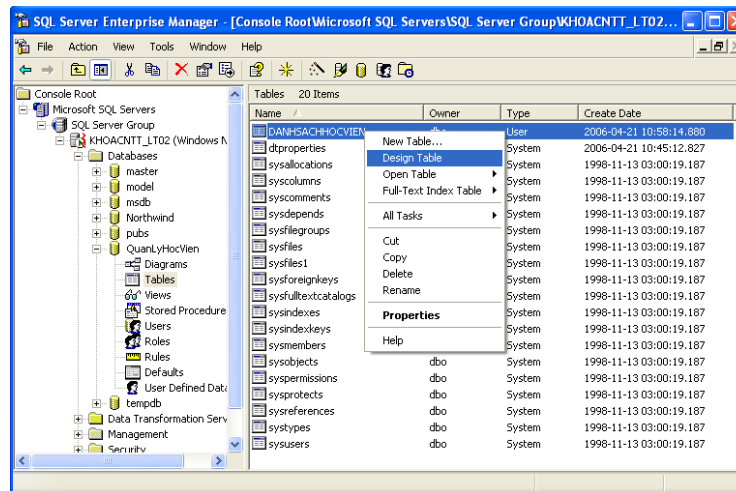 SQL Server Enterprise Manager - [Console Root\Microsoft SQL Servers\SQL Server Group\KHOACNTT_LT02...
File Action View Tools Window Help
Console Root
Microsoft SQL Servers
SQL Server Group
KHOACNTT_LT02 (Windows N
Databases
master
model
msdb
Northwind
pubs
QuanLyHocVien
Diagrams
Tables
Views
Stored Procedure
Users
Roles
Rules
Defaults
User Defined Data
tempdb
Data Transformation Serv
Management
Security
Tables 20 Items
Name Owner Type Create Date
DANHSACHHOCVIEN dbo User 2006-04-21 10:58:14.880
dtproperties System 2006-04-21 10:45:12.827
sysallocations System 1998-11-13 03:00:19.187
syscolumns System 1998-11-13 03:00:19.187
syscomments System 1998-11-13 03:00:19.187
sysdepends System 1998-11-13 03:00:19.187
sysfilegroups System 1998-11-13 03:00:19.187
sysfiles System 1998-11-13 03:00:19.187
sysfiles1 System 1998-11-13 03:00:19.187
sysforeignkeys System 1998-11-13 03:00:19.187
sysfulltextcatalogs System 1998-11-13 03:00:19.187
sysindexes System 1998-11-13 03:00:19.187
sysindexkeys System 1998-11-13 03:00:19.187
sysmembers System 1998-11-13 03:00:19.187
sysobjects dbo System 1998-11-13 03:00:19.187
syspermissions dbo System 1998-11-13 03:00:19.187
sysprotects dbo System 1998-11-13 03:00:19.187
sysreferences dbo System 1998-11-13 03:00:19.187
systypes dbo System 1998-11-13 03:00:19.187
sysusers dbo System 1998-11-13 03:00:19.187
New Table...
Design Table
Open Table
Full-Text Index Table
All Tasks
Cut
Copy
Delete
Rename
Properties
Help